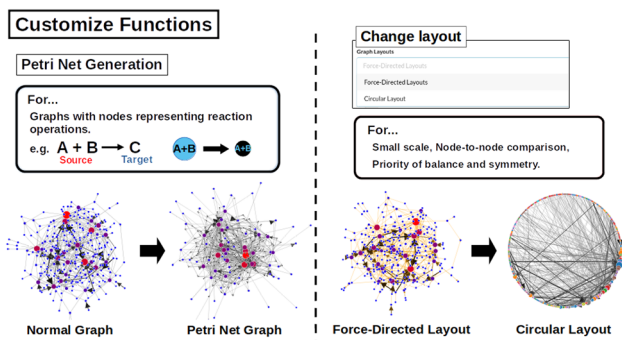 Customize Functions
Petri Net Generation
For...
Graphs with nodes representing reaction
operations.
e.g. A + B → C
Source Target
A+B → A+B
Normal Graph
Petri Net Graph
Change layout
Graph Layouts
Force-Directed Layouts
Force-Directed Layouts
Circular Layout
For...
Small scale, Node-to-node comparison,
Priority of balance and symmetry.
Force-Directed Layout
Circular Layout